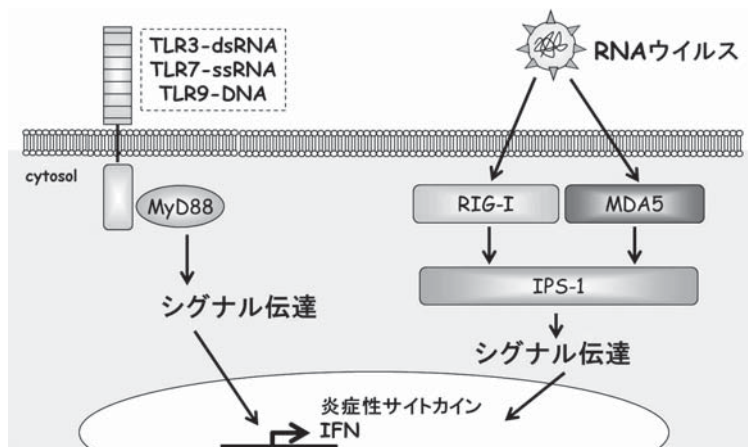 TLR3-dsRNA
TLR7-ssRNA
TLR9-DNA
RNAウイルス
cytosol
MyD88
RIG-I
MDA5
IPS-1
シグナル伝達
シグナル伝達
炎症性サイトカイン
IFN